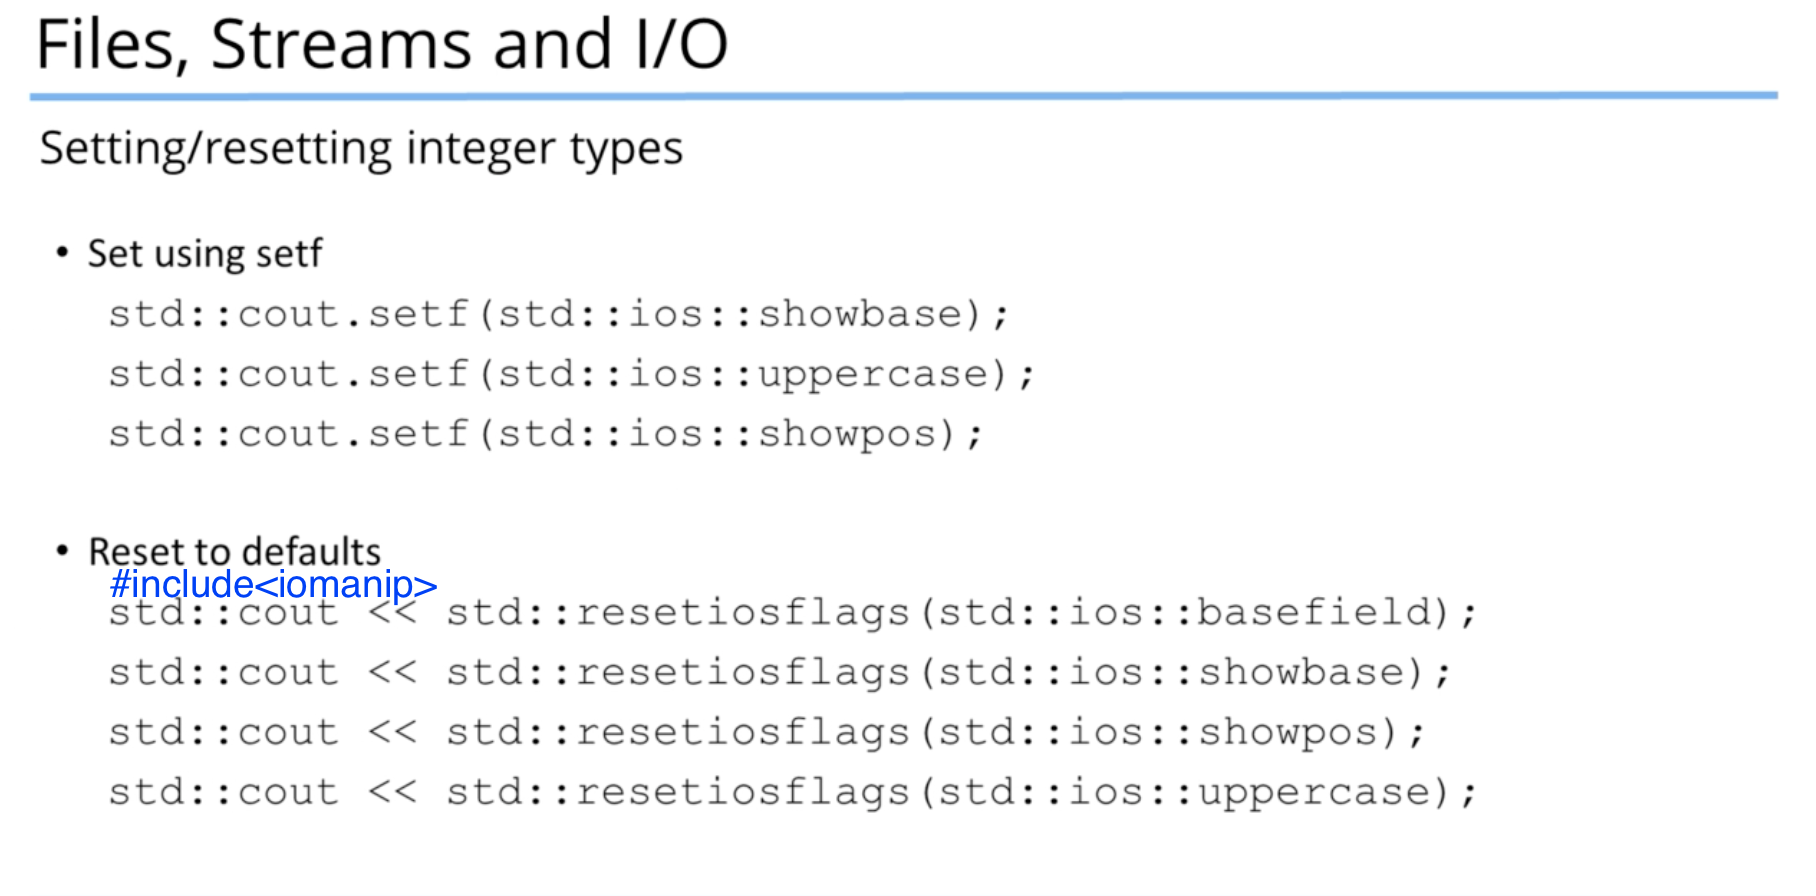 Files, Streams and I/O
Setting/resetting integer types
• Set using setf
std::cout.setf(std::ios::showbase);
std::cout.setf(std::ios::uppercase);
std::cout.setf(std::ios::showpos);
• Reset to defaults
#include<iomanip>
std::cout << std::resetiosflags(std::ios::basefield);
std::cout << std::resetiosflags(std::ios::showbase);
std::cout << std::resetiosflags(std::ios::showpos);
std::cout << std::resetiosflags(std::ios::uppercase);